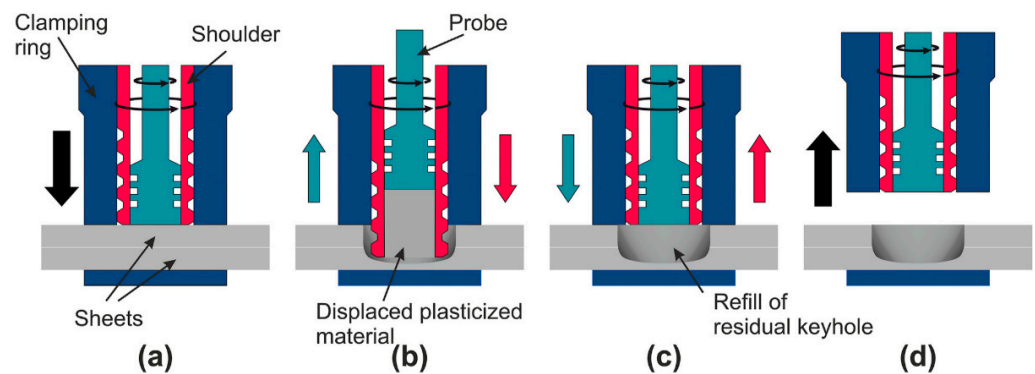 Clamping
ring
Shoulder
Probe
Sheets
Displaced plasticized
material
Refill of
residual keyhole
(a)
(b)
(c)
(d)